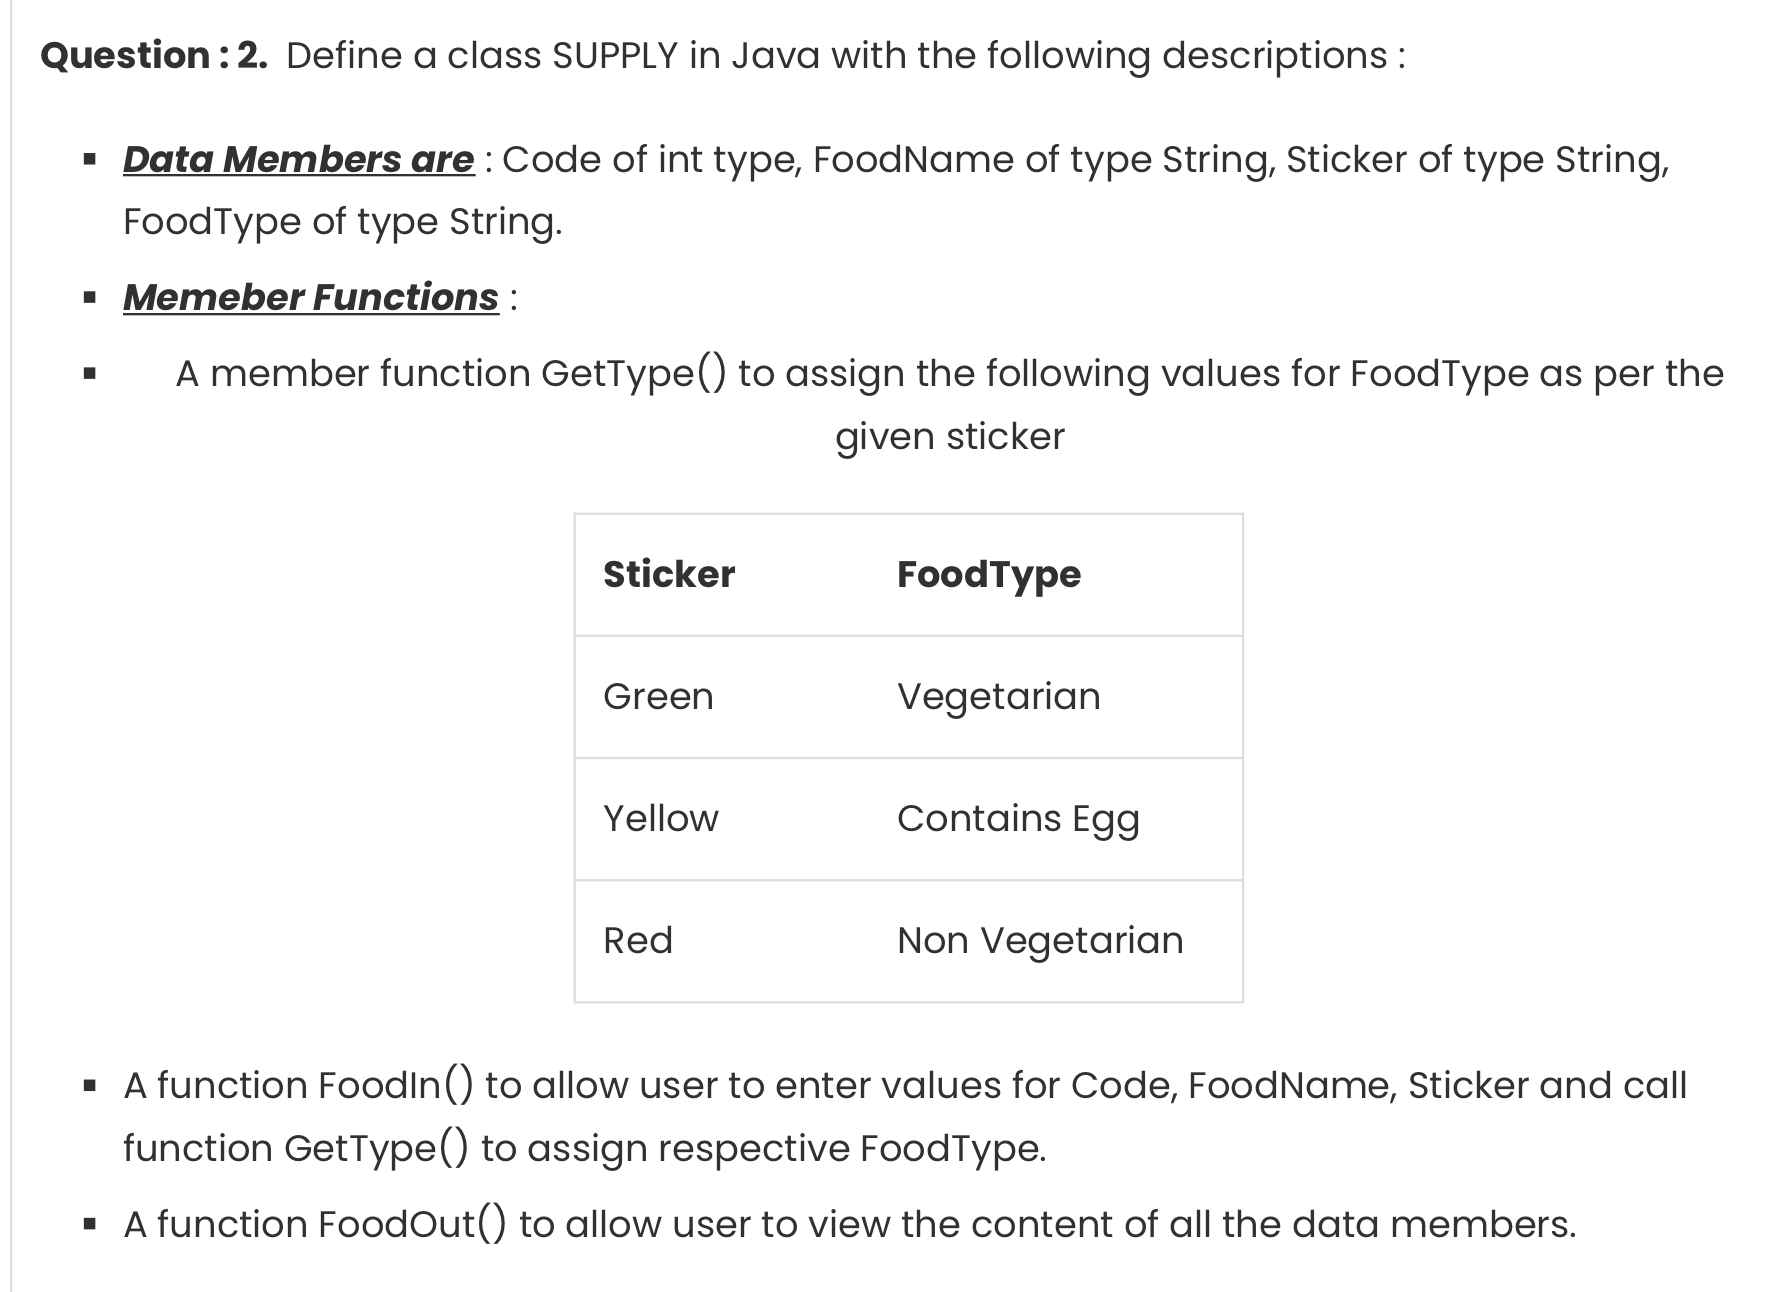 Question : 2. Define a class SUPPLY in Java with the following descriptions :
▪ Data Members are : Code of int type, FoodName of type String, Sticker of type String,
FoodType of type String.
▪ Memeber Functions :
▪ A member function GetType() to assign the following values for FoodType as per the
given sticker
Sticker FoodType
Green Vegetarian
Yellow Contains Egg
Red Non Vegetarian
▪ A function FoodIn() to allow user to enter values for Code, FoodName, Sticker and call
function GetType() to assign respective FoodType.
▪ A function FoodOut() to allow user to view the content of all the data members.